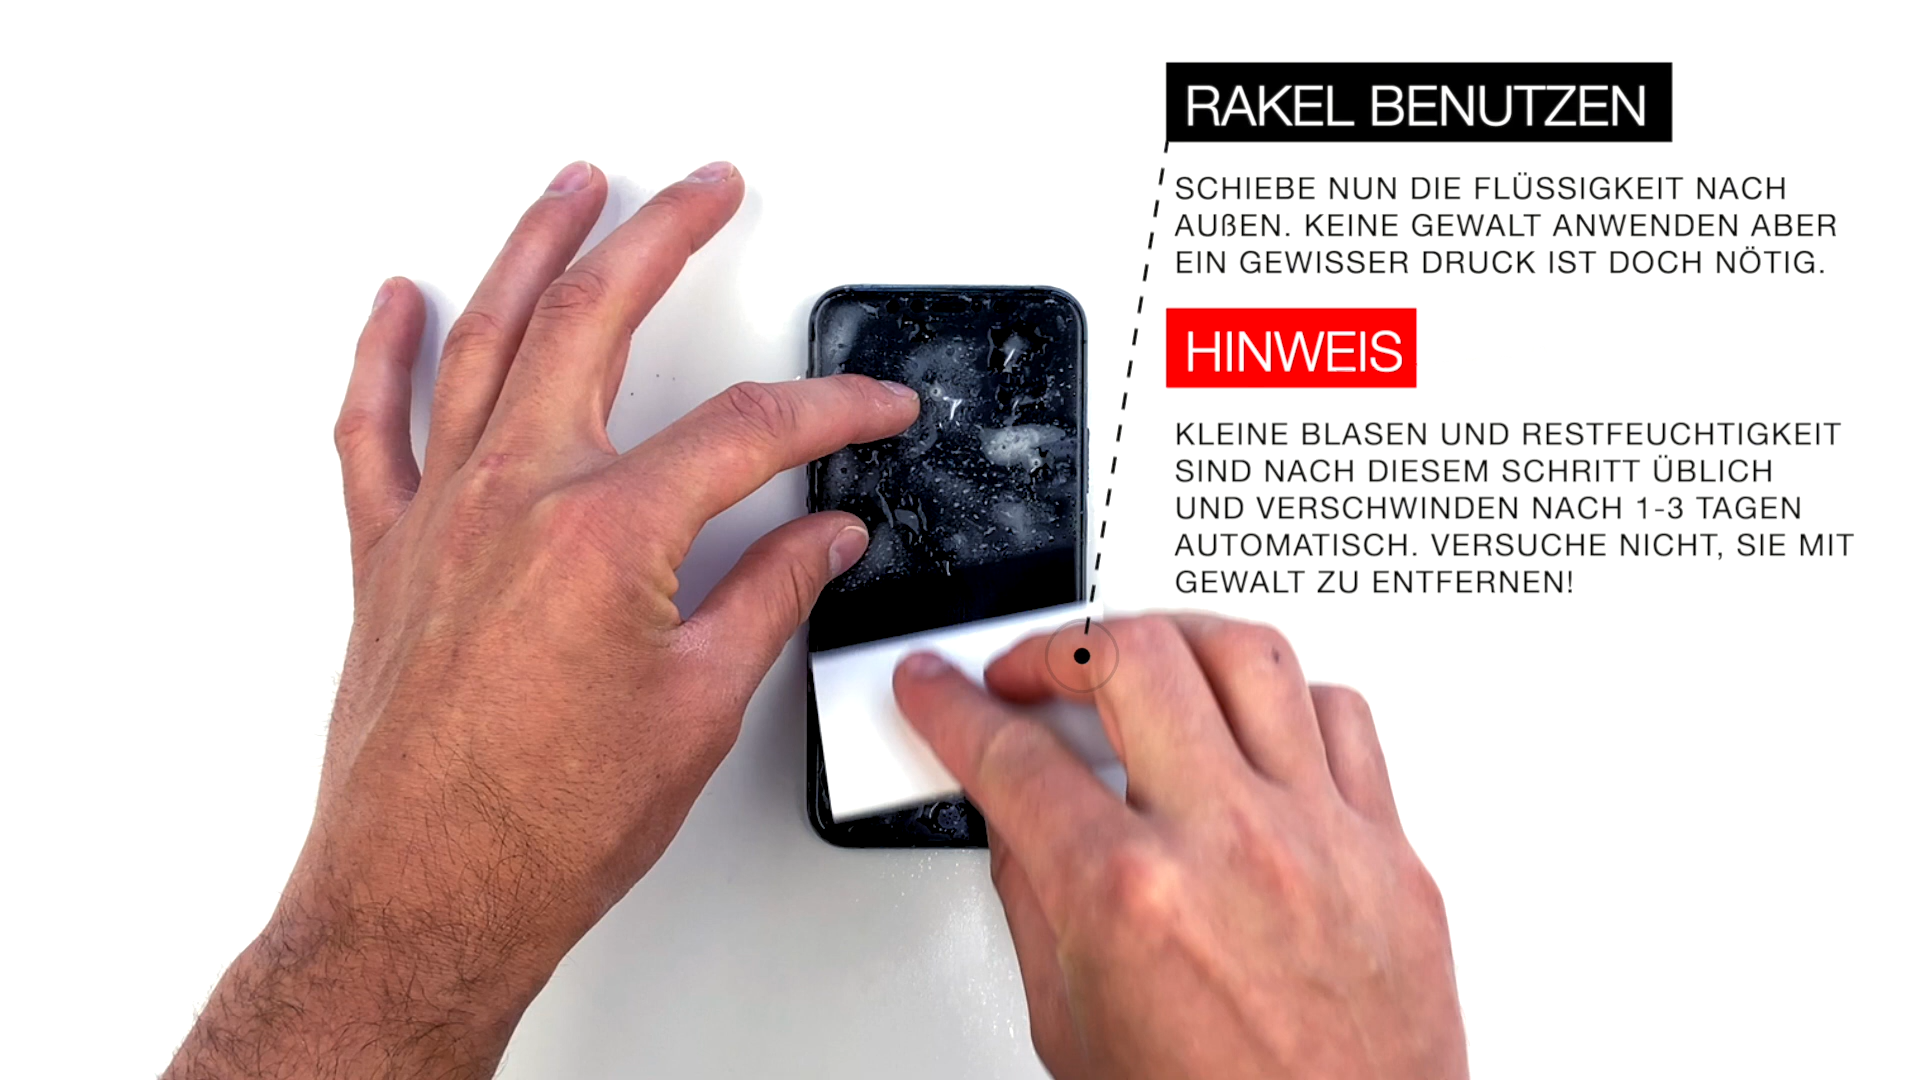 RAKEL BENUTZEN
SCHIEBE NUN DIE FLÜSSIGKEIT NACH
AUßEN. KEINE GEWALT ANWENDEN ABER
EIN GEWISSER DRUCK IST DOCH NÖTIG.
HINWEIS
KLEINE BLASEN UND RESTFEUCHTIGKEIT
SIND NACH DIESEM SCHRITT ÜBLICH
UND VERSCHWINDEN NACH 1-3 TAGEN
AUTOMATISCH. VERSUCHE NICHT, SIE MIT
GEWALT ZU ENTFERNEN!